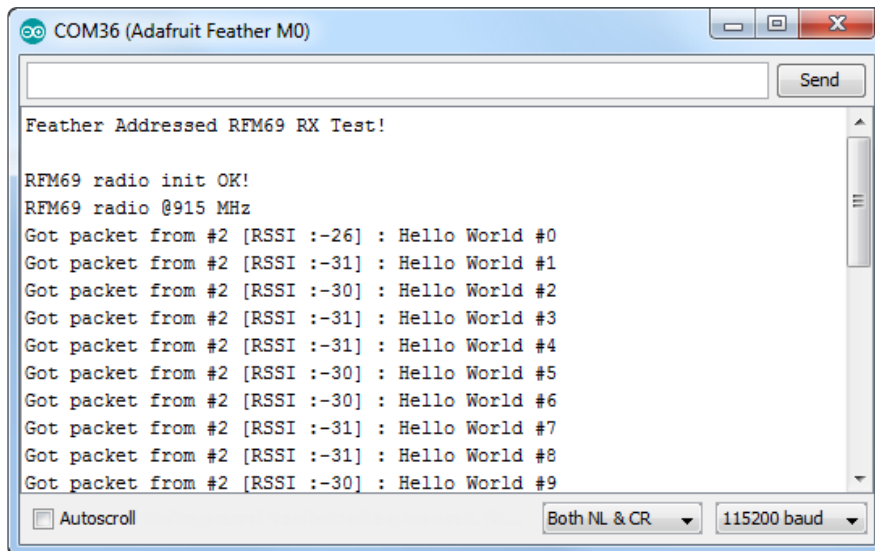 COM36 (Adafruit Feather M0)
Send
Feather Addressed RFM69 RX Test!
RFM69 radio init OK!
RFM69 radio @915 MHz
Got packet from #2 [RSSI :-26] : Hello World #0
Got packet from #2 [RSSI :-31] : Hello World #1
Got packet from #2 [RSSI :-30] : Hello World #2
Got packet from #2 [RSSI :-31] : Hello World #3
Got packet from #2 [RSSI :-31] : Hello World #4
Got packet from #2 [RSSI :-30] : Hello World #5
Got packet from #2 [RSSI :-30] : Hello World #6
Got packet from #2 [RSSI :-31] : Hello World #7
Got packet from #2 [RSSI :-31] : Hello World #8
Got packet from #2 [RSSI :-30] : Hello World #9
Autoscroll Both NL & CR 115200 baud